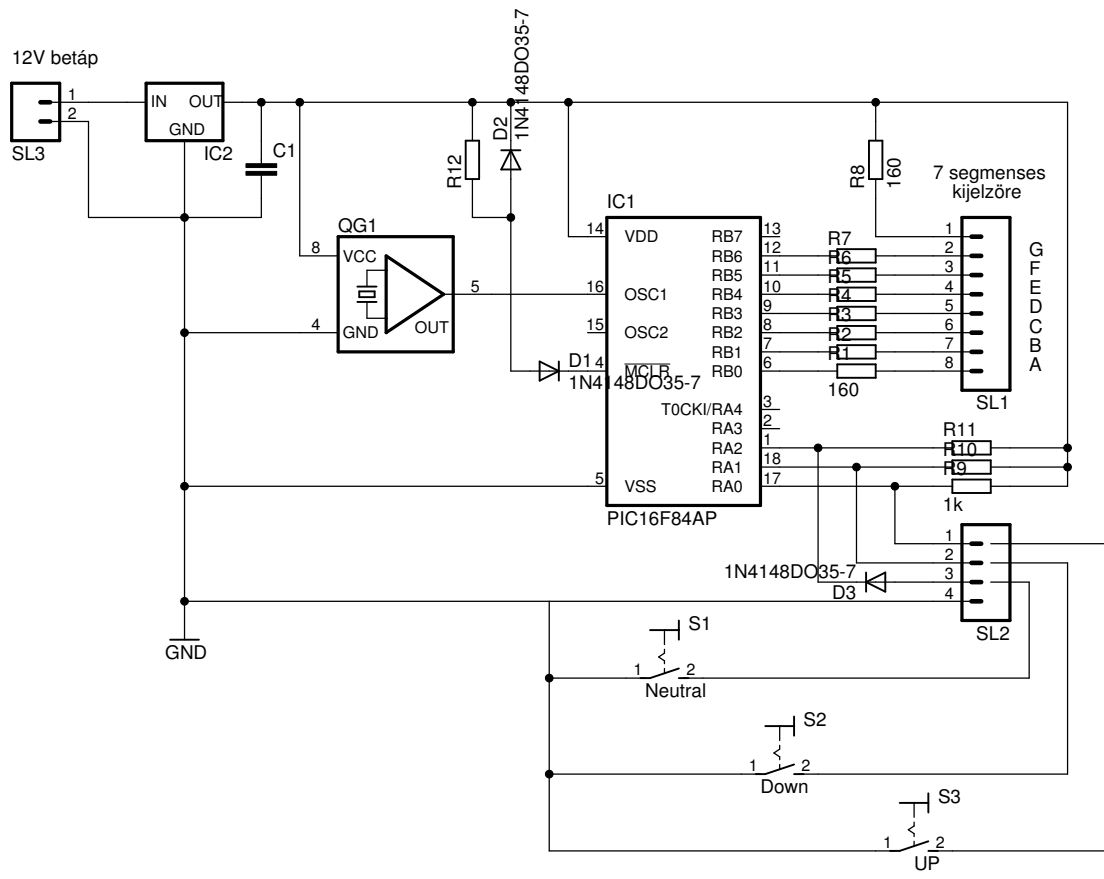 12V betáp
1
2
SL3
IN OUT
GND
IC2
C1
R12
D2
1N4148DO35-7
R8
160
7 segmenses
kijelzöre
QG1
8
VCC
4
GND
OUT
5
IC1
14
VDD
16
OSC1
15
OSC2
4
MCLR
5
VSS
D1
1N4148DO35-7
RB7
13
RB6
12
RB5
11
RB4
10
RB3
9
RB2
8
RB1
7
RB0
6
T0CKI/RA4
3
RA3
2
RA2
1
RA1
18
RA0
17
PIC16F84AP
R7
R6
R5
R4
R3
R2
R1
160
1
2
3
4
5
6
7
8
SL1
G
F
E
D
C
B
A
R11
R10
R9
1k
1
2
3
4
SL2
1N4148DO35-7
D3
GND
S1
1 2
Neutral
S2
1 2
Down
S3
1 2
UP